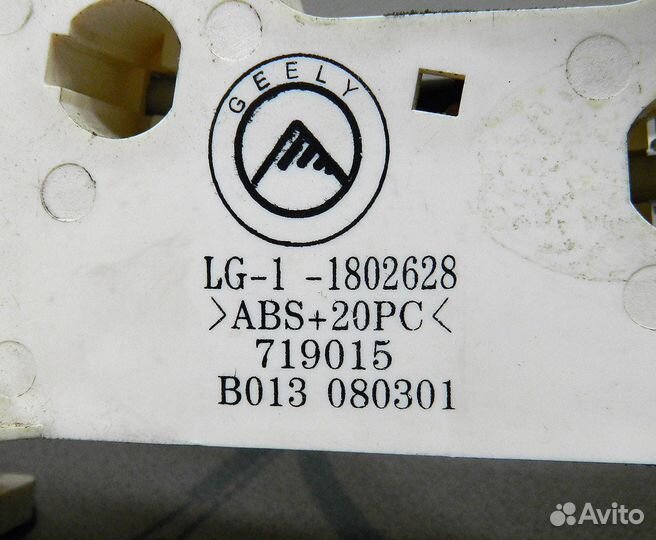 GEELY
LG-1 -1802628
>ABS+20PC<
719015
B013 080301
Avito